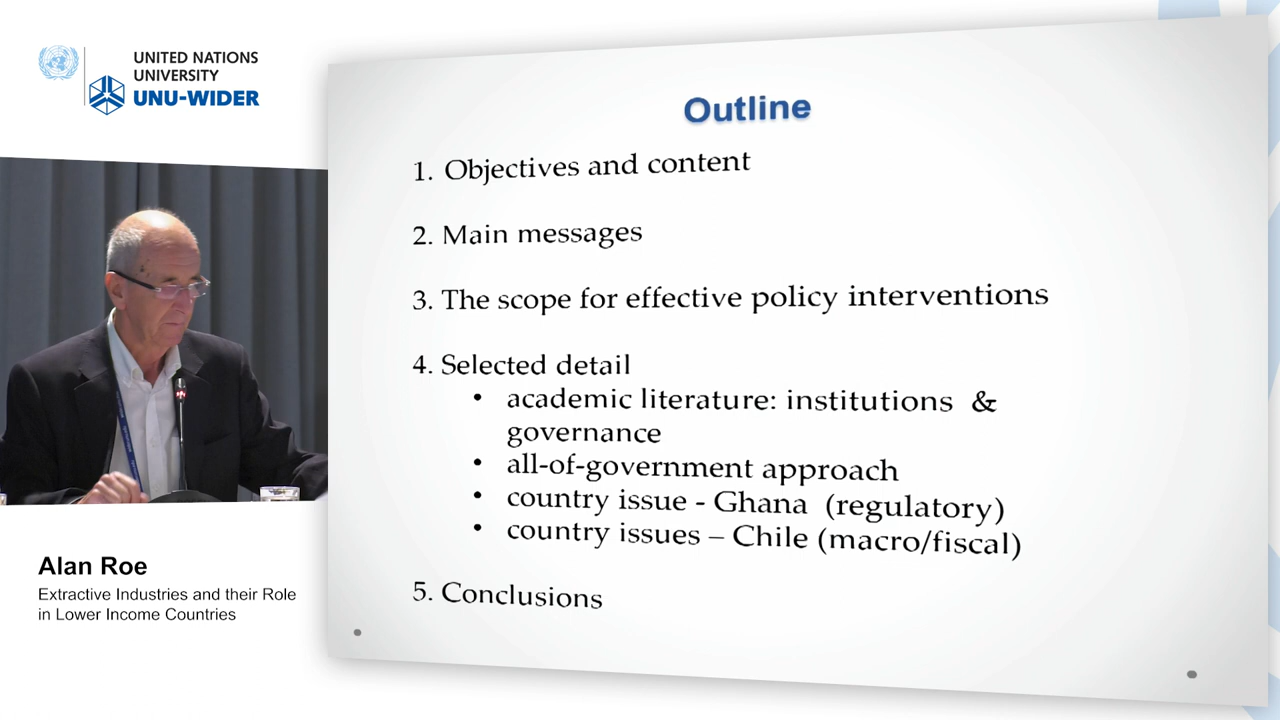 UNITED NATIONS
UNIVERSITY
UNU-WIDER
Alan Roe
Extractive Industries and their Role
in Lower Income Countries
Outline
1. Objectives and content
2. Main messages
3. The scope for effective policy interventions
4. Selected detail
• academic literature: institutions &
governance
• all-of-government approach
• country issue - Ghana (regulatory)
• country issues – Chile (macro/fiscal)
5. Conclusions